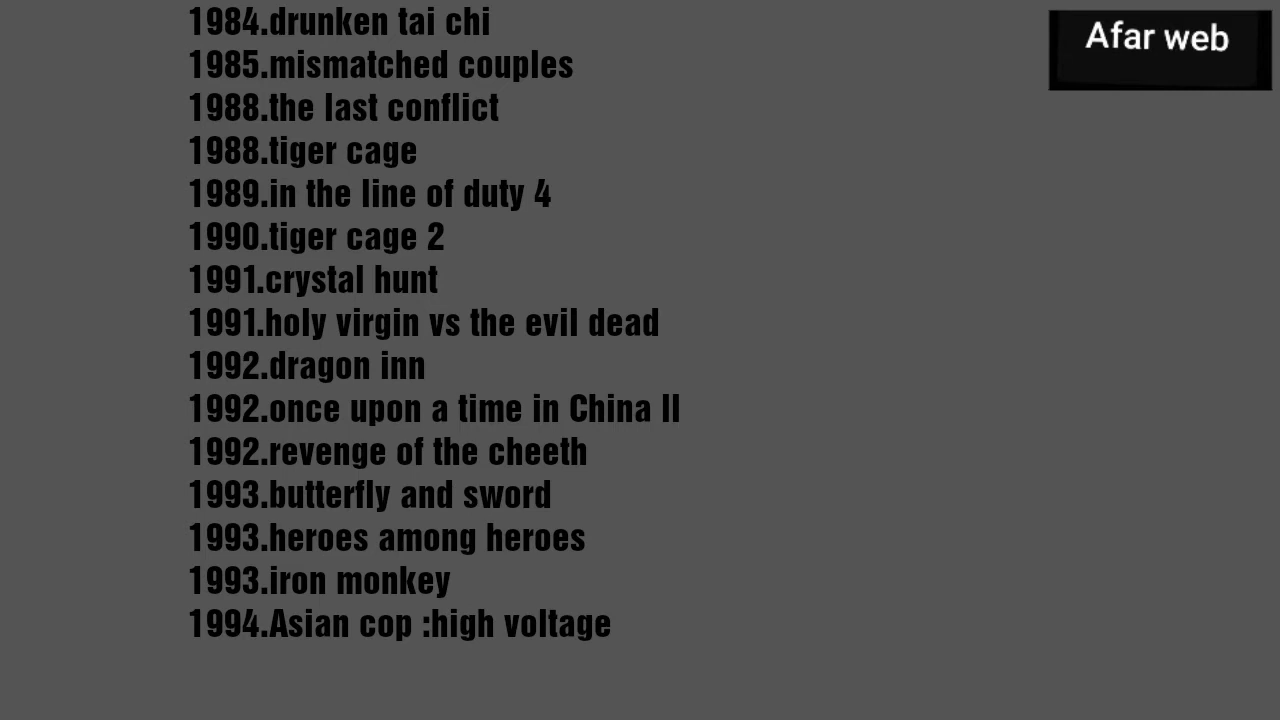 1984.drunken tai chi
1985.mismatched couples
1988.the last conflict
1988.tiger cage
1989.in the line of duty 4
1990.tiger cage 2
1991.crystal hunt
1991.holy virgin vs the evil dead
1992.dragon inn
1992.once upon a time in China II
1992.revenge of the cheeth
1993.butterfly and sword
1993.heroes among heroes
1993.iron monkey
1994.Asian cop :high voltage
Afar web